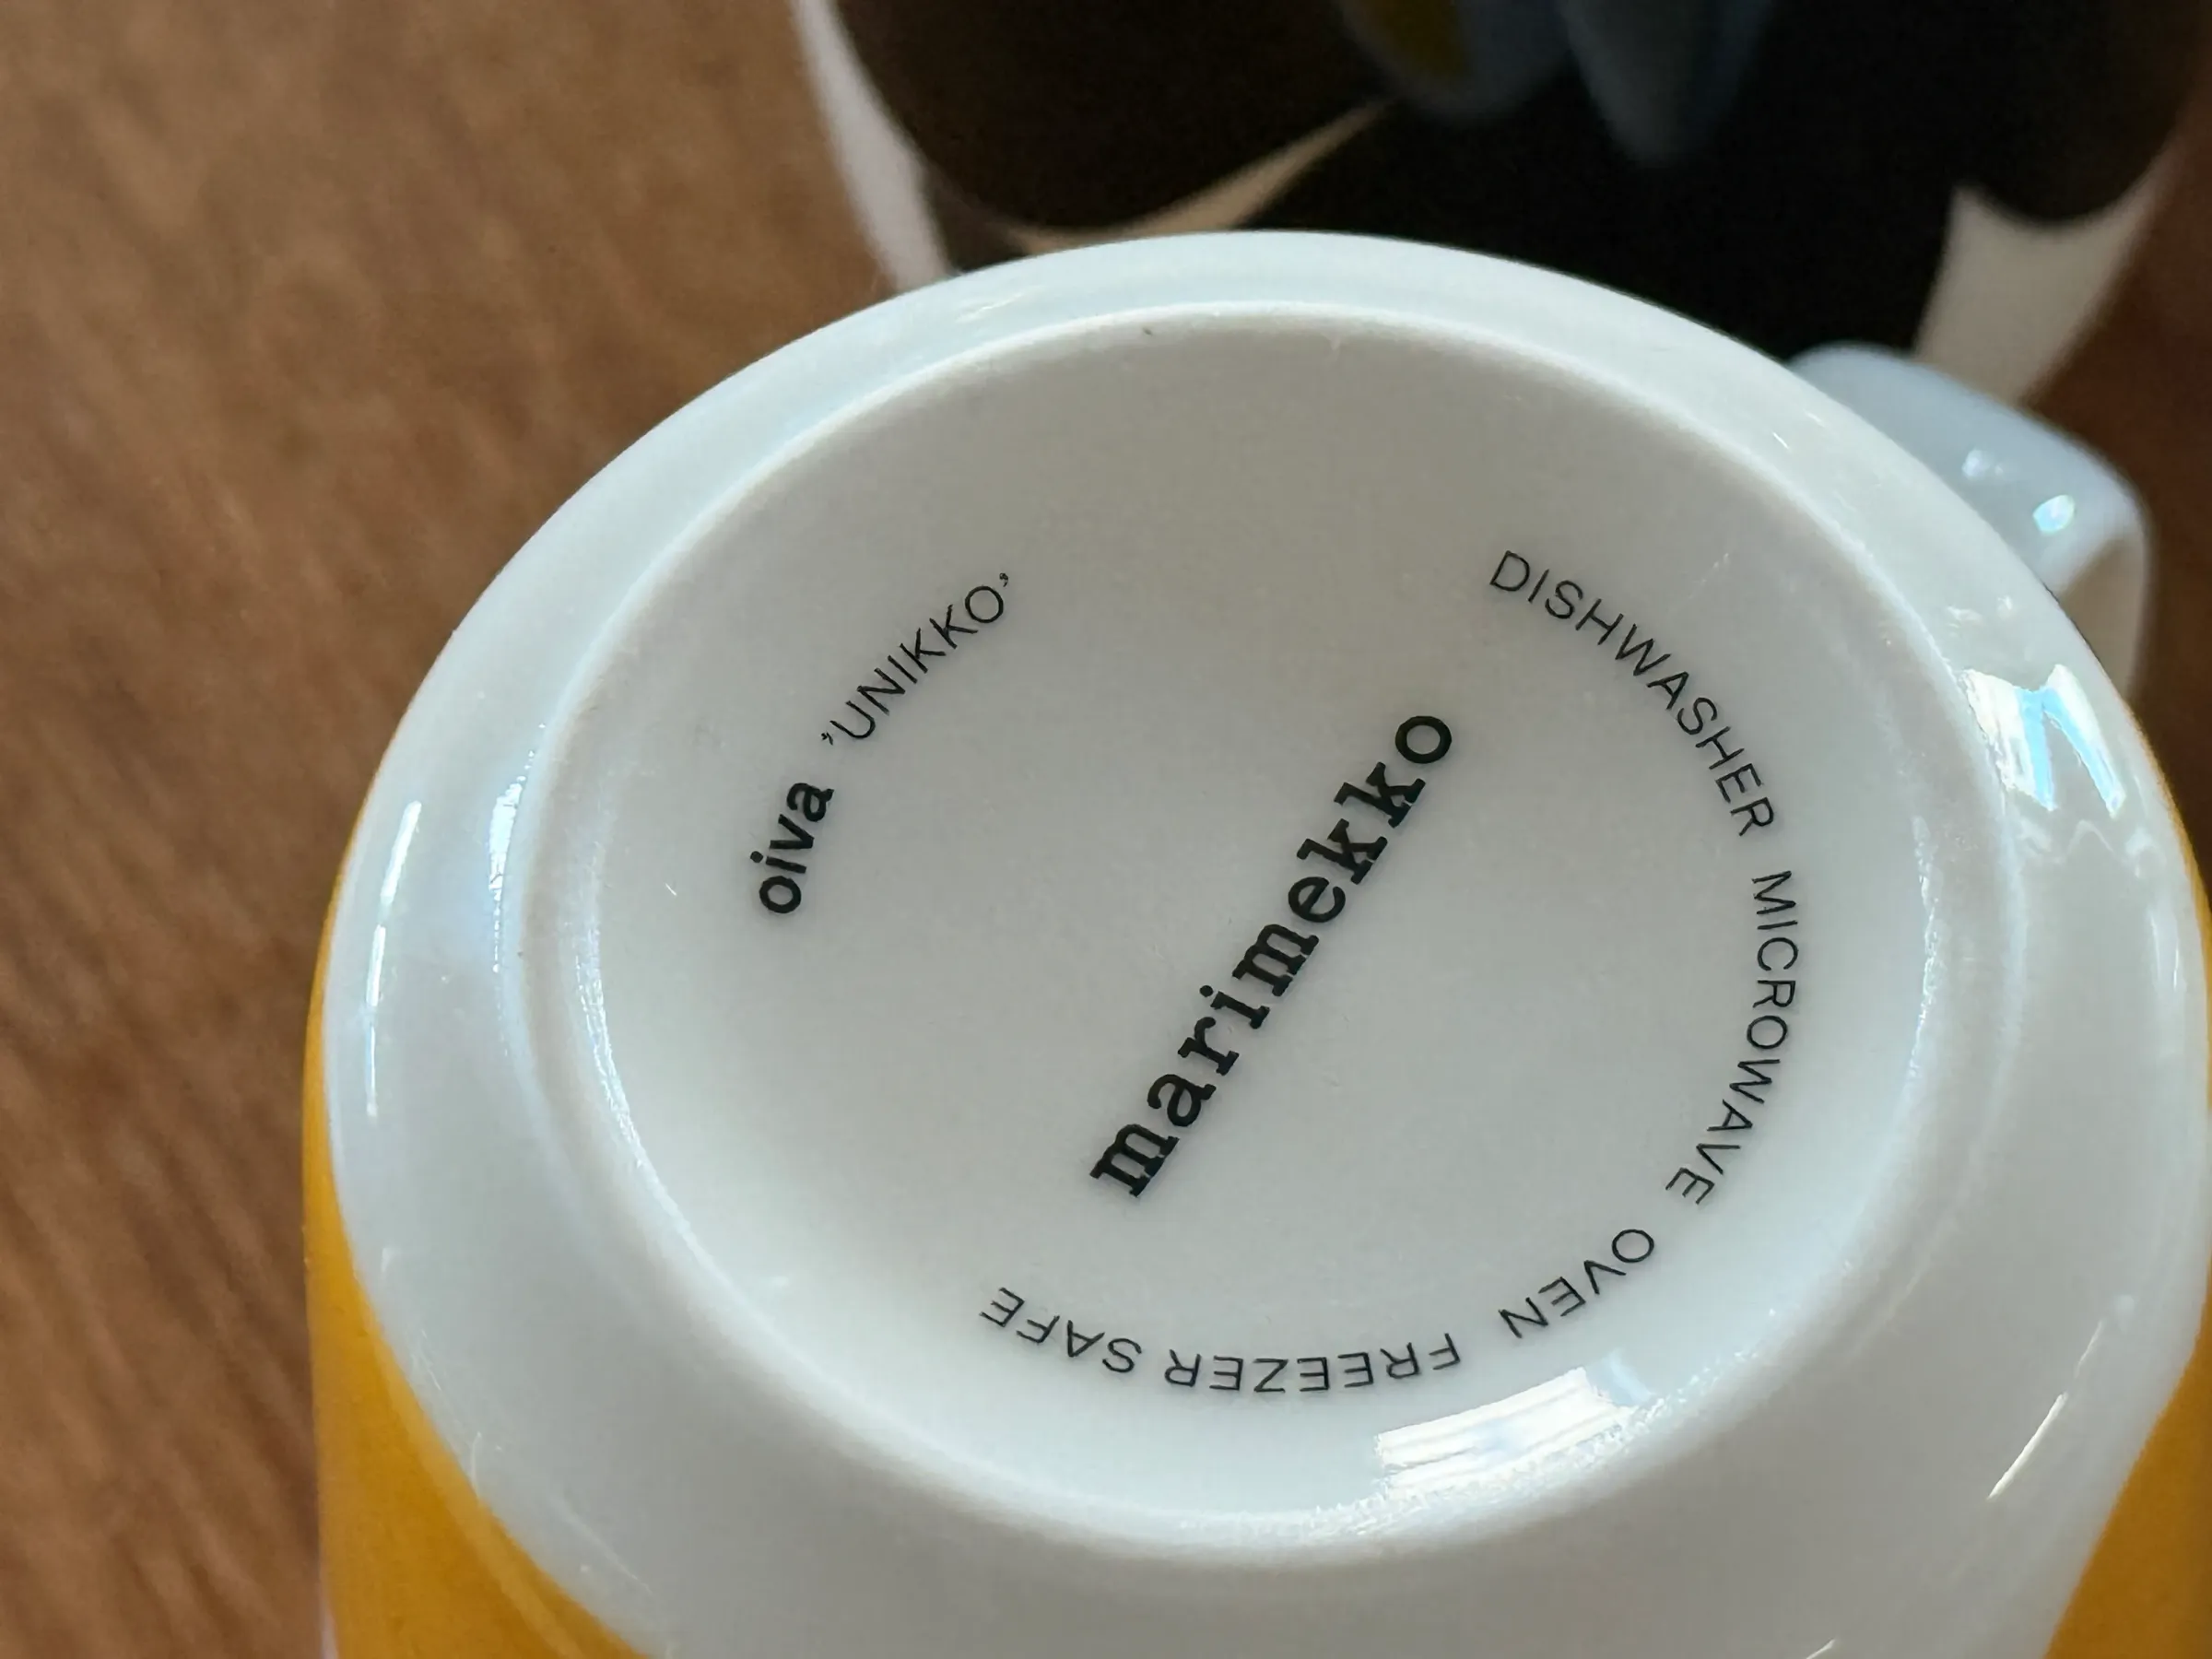 oiva ’UNIKKO’
marimekko
DISHWASHER MICROWAVE OVEN FREEZER SAFE